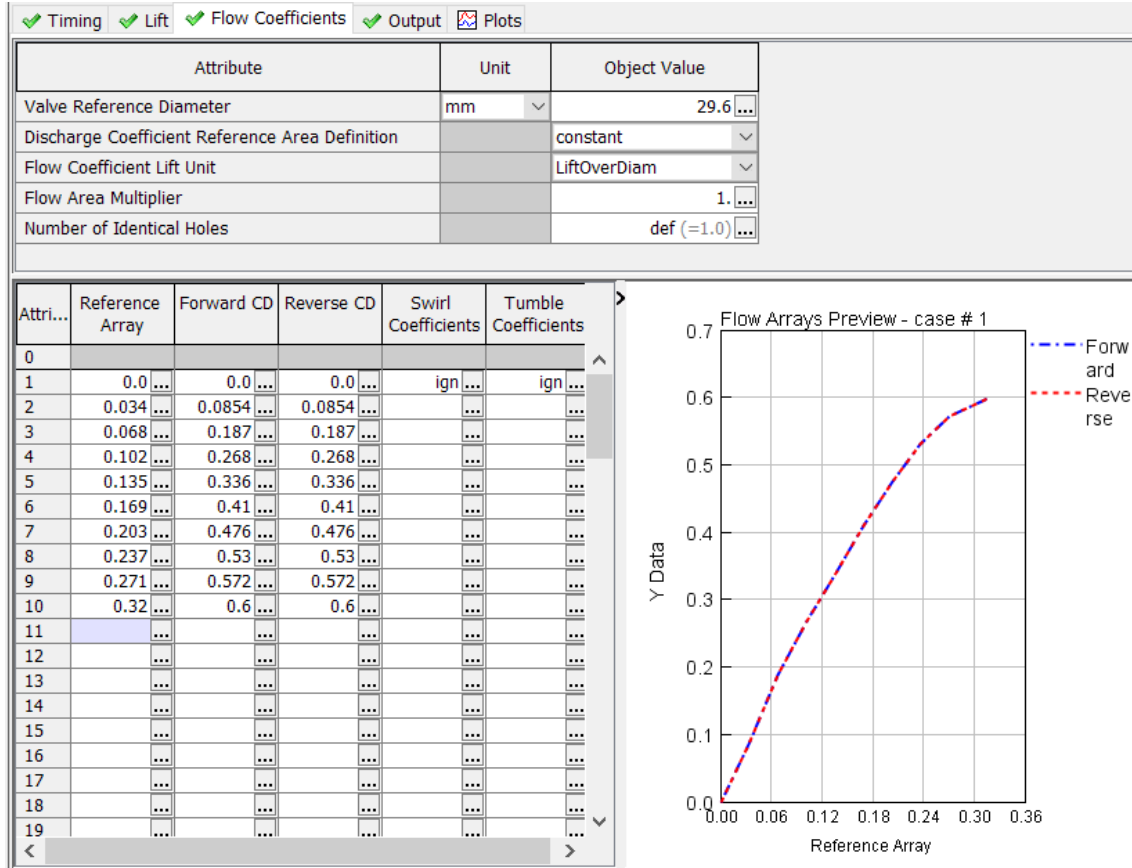 Timing Lift Flow Coefficients Output Plots
Attribute Unit Object Value
Valve Reference Diameter mm 29.6 ...
Discharge Coefficient Reference Area Definition constant
Flow Coefficient Lift Unit LiftOverDiam
Flow Area Multiplier 1. ...
Number of Identical Holes def (=1.0) ...
Attri... Reference Array Forward CD Reverse CD Swirl Coefficients Tumble Coefficients
0
1 0.0 ... 0.0 ... 0.0 ... ign ... ign ...
2 0.034 ... 0.0854 ... 0.0854 ... ... ...
3 0.068 ... 0.187 ... 0.187 ... ... ...
4 0.102 ... 0.268 ... 0.268 ... ... ...
5 0.135 ... 0.336 ... 0.336 ... ... ...
6 0.169 ... 0.41 ... 0.41 ... ... ...
7 0.203 ... 0.476 ... 0.476 ... ... ...
8 0.237 ... 0.53 ... 0.53 ... ... ...
9 0.271 ... 0.572 ... 0.572 ... ... ...
10 0.32 ... 0.6 ... 0.6 ... ... ...
11 ... ... ... ... ...
12 ... ... ... ... ...
13 ... ... ... ... ...
14 ... ... ... ... ...
15 ... ... ... ... ...
16 ... ... ... ... ...
17 ... ... ... ... ...
18 ... ... ... ... ...
19 ... ... ... ... ...
Flow Arrays Preview - case # 1
Forw
ard
Reve
rse
0.7
0.6
0.5
0.4
0.3
0.2
0.1
0.0
Y Data
0.00 0.06 0.12 0.18 0.24 0.30 0.36
Reference Array